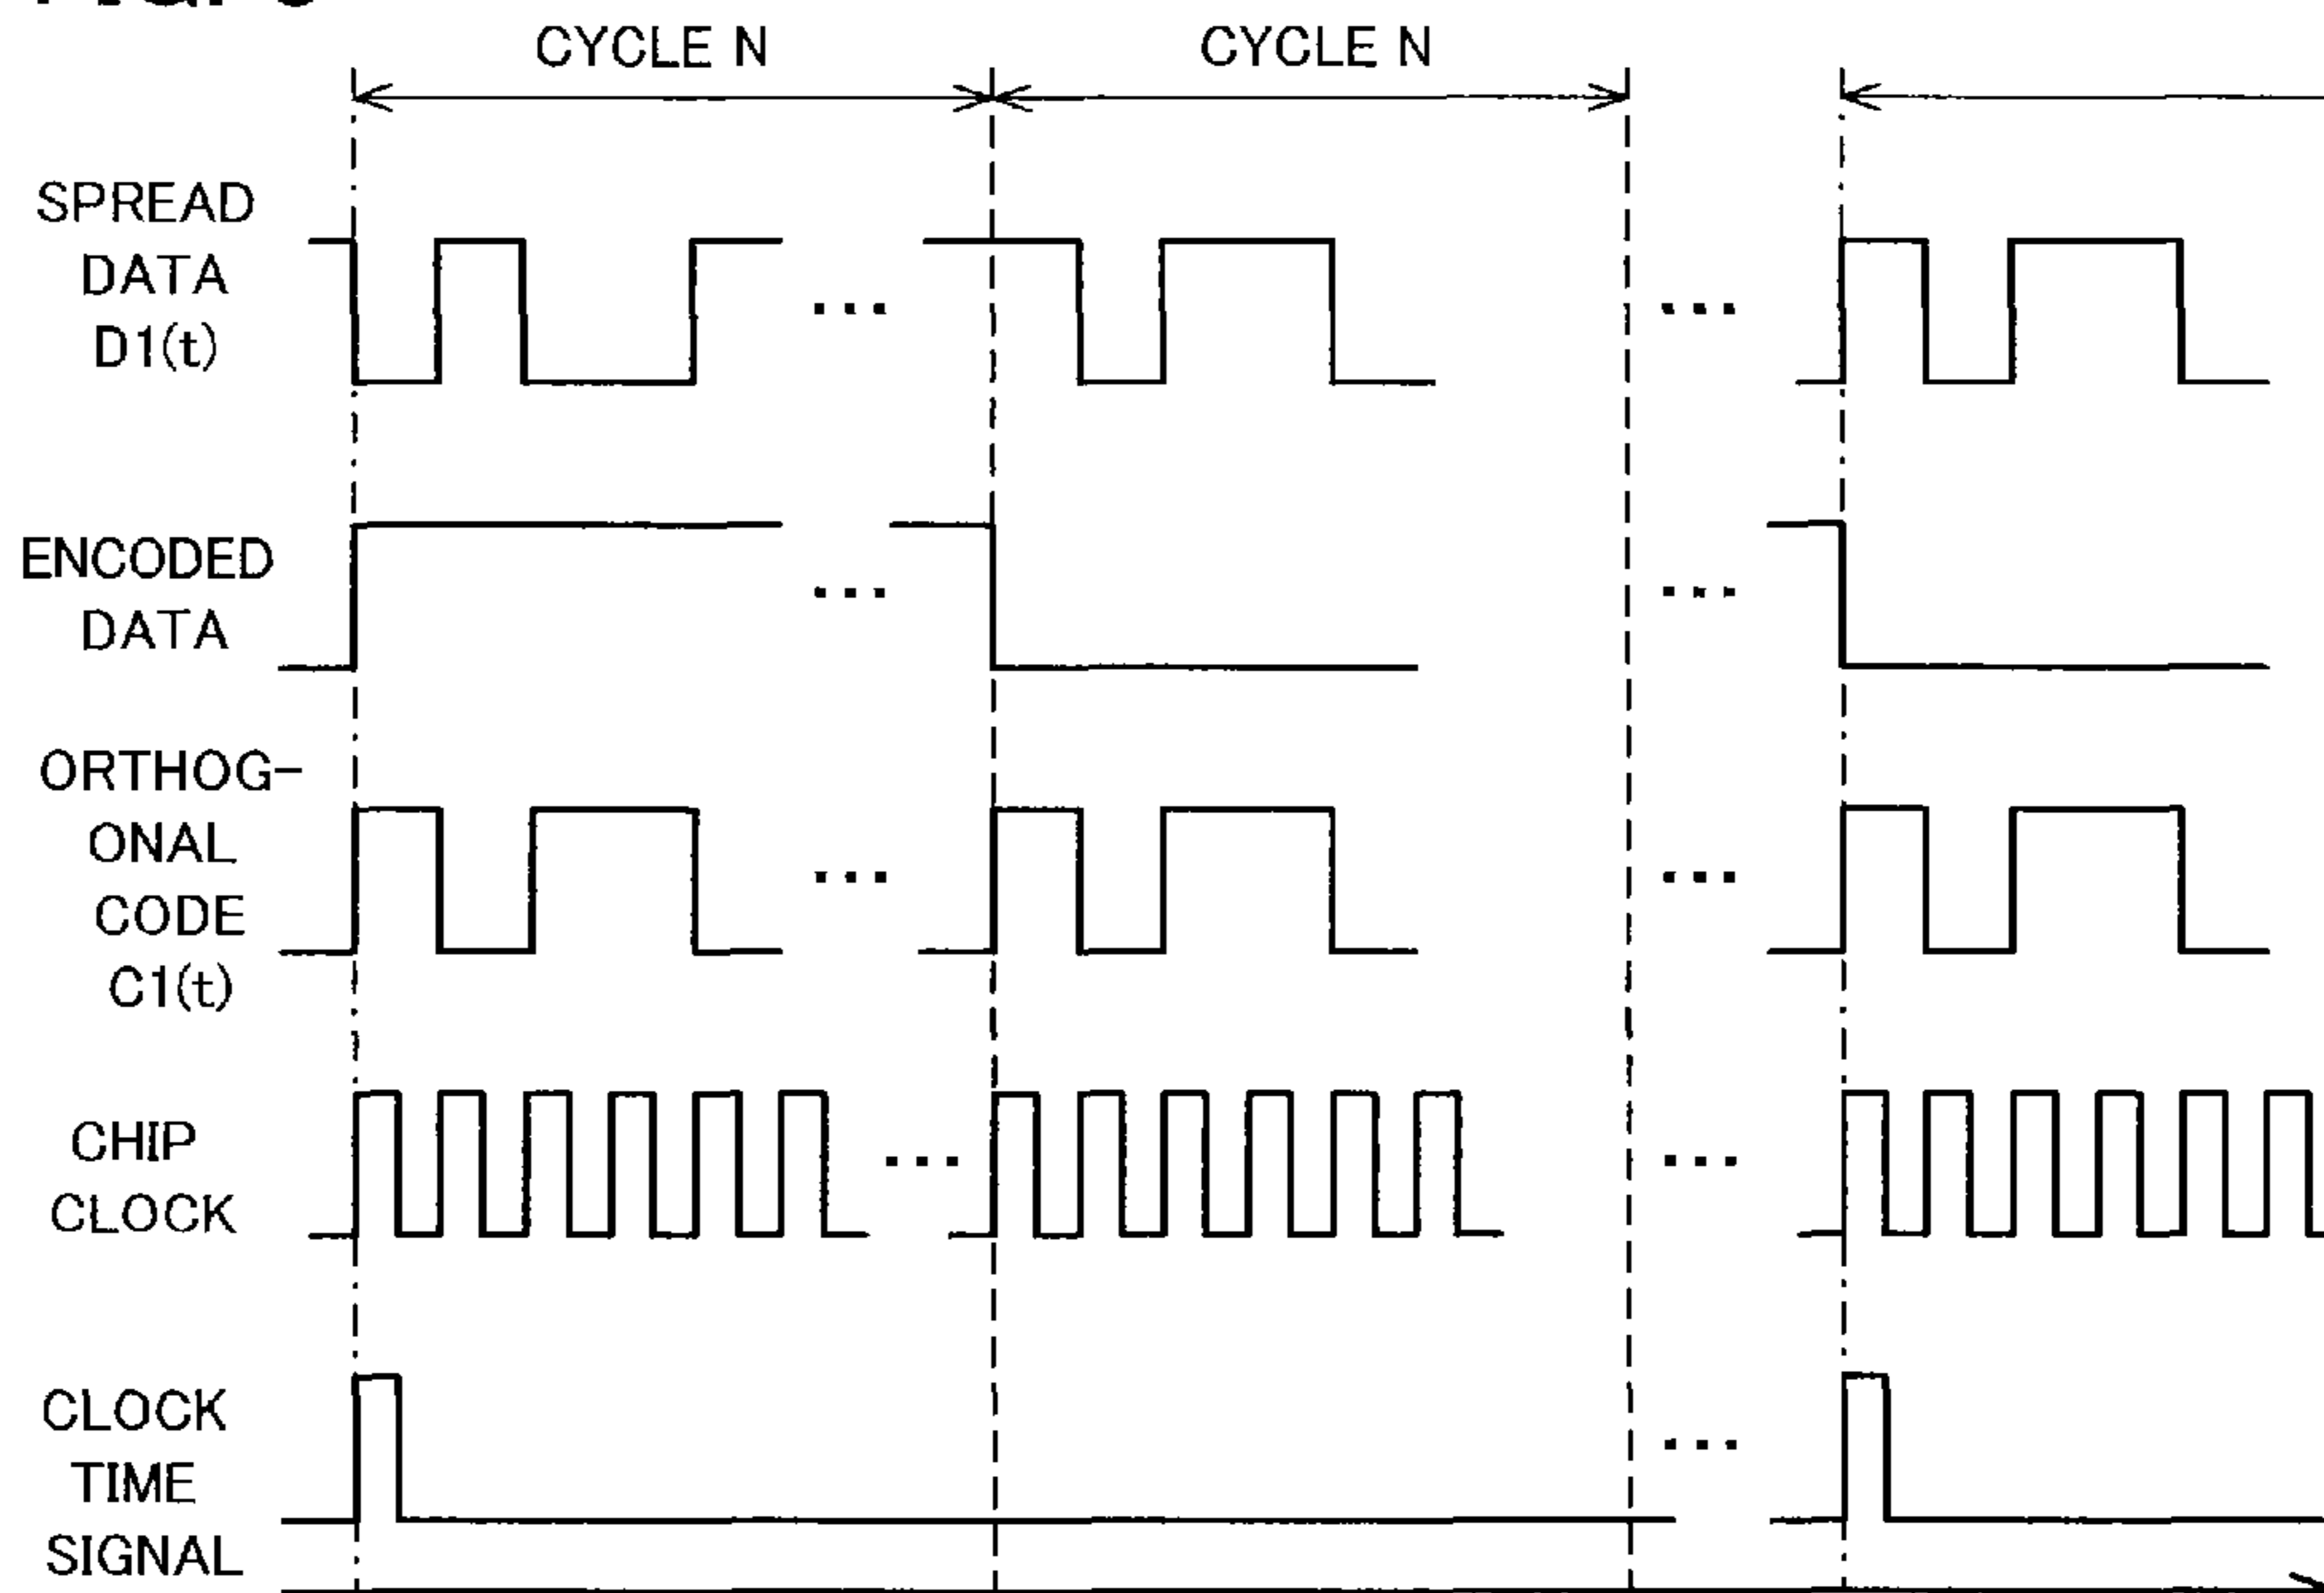 CYCLE N
CYCLE N
SPREAD
DATA
D1(t)
...
...
ENCODED
DATA
...
...
ORTHOG-
ONAL
CODE
C1(t)
...
...
CHIP
CLOCK
...
...
CLOCK
TIME
SIGNAL
...